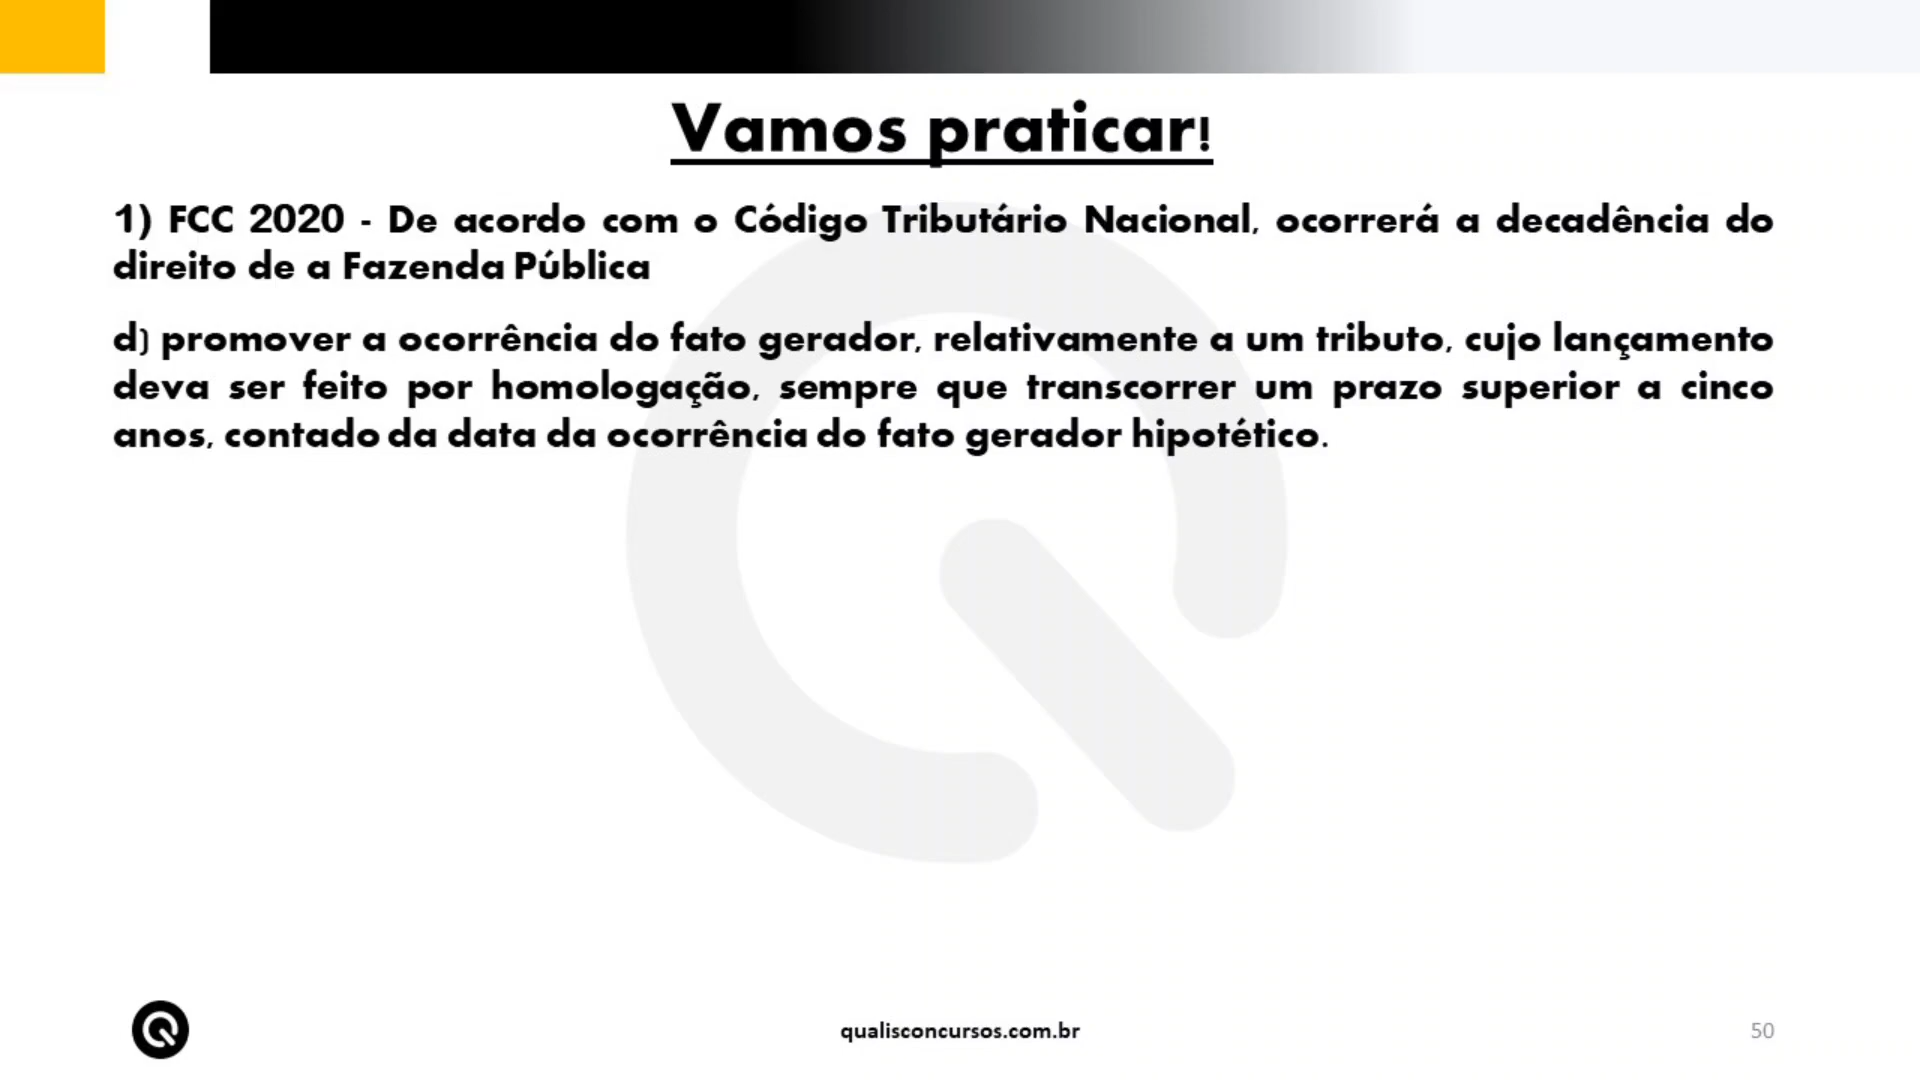 Vamos praticar!
1) FCC 2020 - De acordo com o Código Tributário Nacional, ocorrerá a decadência do
direito de a Fazenda Pública
d) promover a ocorrência do fato gerador, relativamente a um tributo, cujo lançamento
deva ser feito por homologação, sempre que transcorrer um prazo superior a cinco
anos, contado da data da ocorrência do fato gerador hipotético.
qualisconcursos.com.br
50